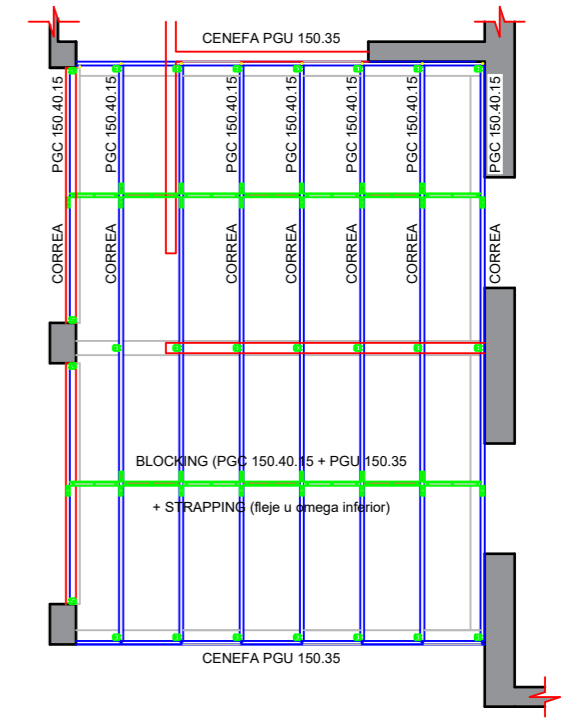 CENEFA PGU 150.35
PGC 150.40.15
PGC 150.40.15
PGC 150.40.15
PGC 150.40.15
PGC 150.40.15
PGC 150.40.15
PGC 150.40.15
CORREA
CORREA
CORREA
CORREA
CORREA
CORREA
CORREA
BLOCKING (PGC 150.40.15 + PGU 150.35
+ STRAPPING (fleje u omega inferior)
CENEFA PGU 150.35